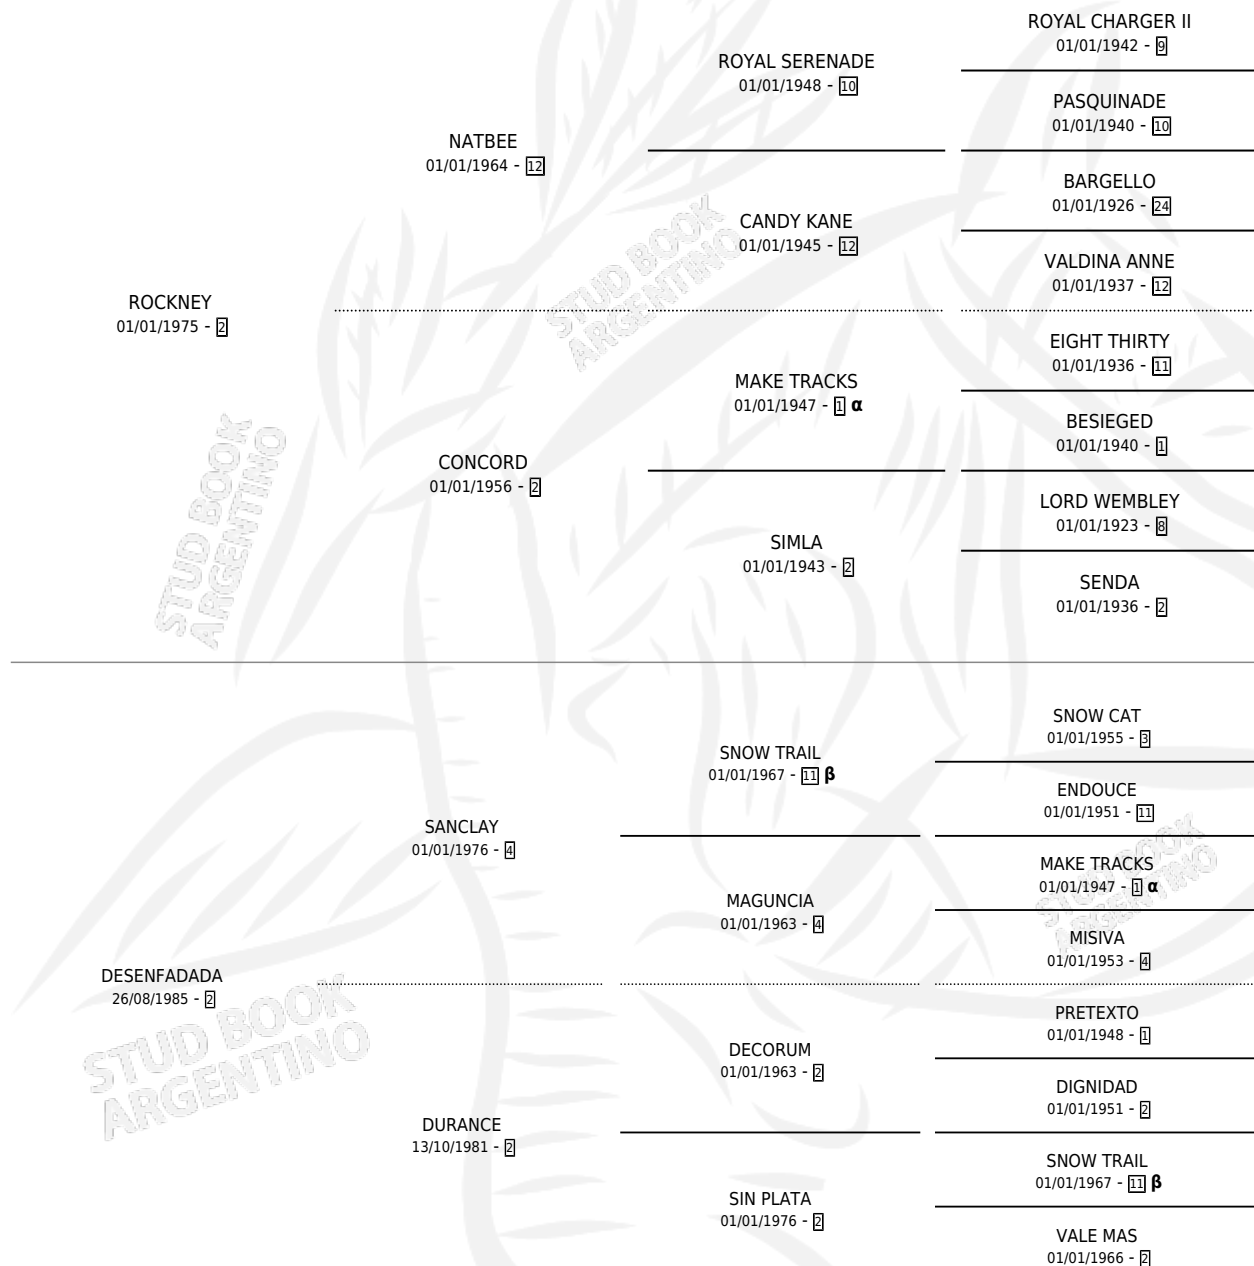 ROYAL CHARGER II
01/01/1942 - 9
ROYAL SERENADE
01/01/1948 - 10
PASQUINADE
01/01/1940 - 10
NATBEE
01/01/1964 - 12
BARGELLO
01/01/1926 - 24
CANDY KANE
01/01/1945 - 12
VALDINA ANNE
01/01/1937 - 12
STUD BOOK
ARGENTINO
ROCKNEY
01/01/1975 - 2
EIGHT THIRTY
01/01/1936 - 11
MAKE TRACKS
01/01/1947 - 1 α
BESIEGED
01/01/1940 - 1
CONCORD
01/01/1956 - 2
LORD WEMBLEY
01/01/1923 - 8
SIMLA
01/01/1943 - 2
SENDA
01/01/1936 - 2
STUD BOOK
ARGENTINO
SNOW CAT
01/01/1955 - 3
SNOW TRAIL
01/01/1967 - 11 β
ENDOUCE
01/01/1951 - 11
SANCLAY
01/01/1976 - 4
MAKE TRACKS
01/01/1947 - 1 α
MAGUNCIA
01/01/1963 - 4
MISIVA
01/01/1953 - 4
STUD BOOK
ARGENTINO
DESENFADADA
26/08/1985 - 2
PRETEXTO
01/01/1948 - 1
DECORUM
01/01/1963 - 2
DIGNIDAD
01/01/1951 - 2
STUD BOOK
ARGENTINO
DURANCE
13/10/1981 - 2
SNOW TRAIL
01/01/1967 - 11 β
SIN PLATA
01/01/1976 - 2
VALE MAS
01/01/1966 - 2